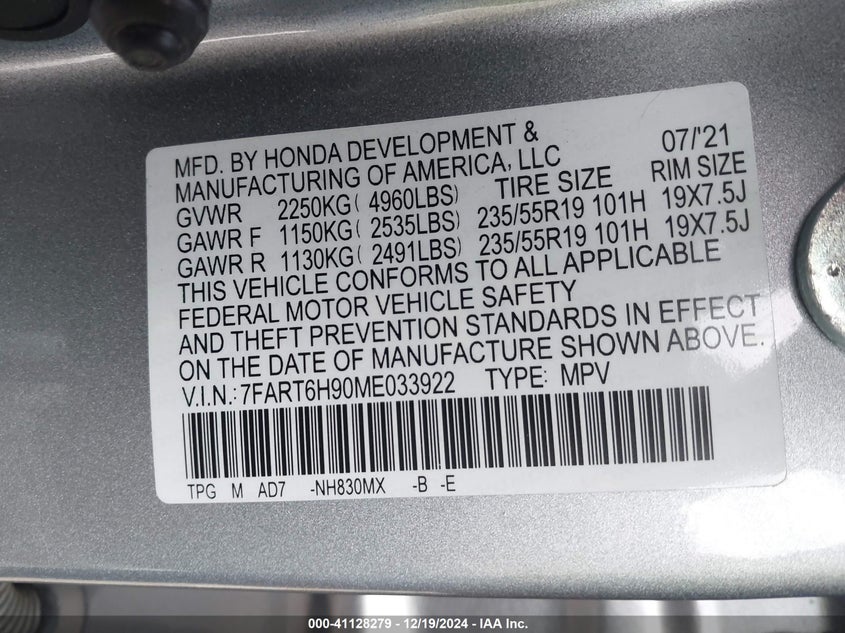 MFD. BY HONDA DEVELOPMENT & 07/'21
MANUFACTURING OF AMERICA, LLC RIM SIZE
GVWR 2250KG( 4960LBS) TIRE SIZE
GAWR F 1150KG( 2535LBS) 235/55R19 101H 19X7.5J
GAWR R 1130KG( 2491LBS) 235/55R19 101H 19X7.5J
THIS VEHICLE CONFORMS TO ALL APPLICABLE
FEDERAL MOTOR VEHICLE SAFETY
AND THEFT PREVENTION STANDARDS IN EFFECT
ON THE DATE OF MANUFACTURE SHOWN ABOVE.
V.I.N.:7FART6H90ME033922 TYPE: MPV
TPG M AD7 -NH830MX -B -E
000-41128279 - 12/19/2024 - IAA Inc.